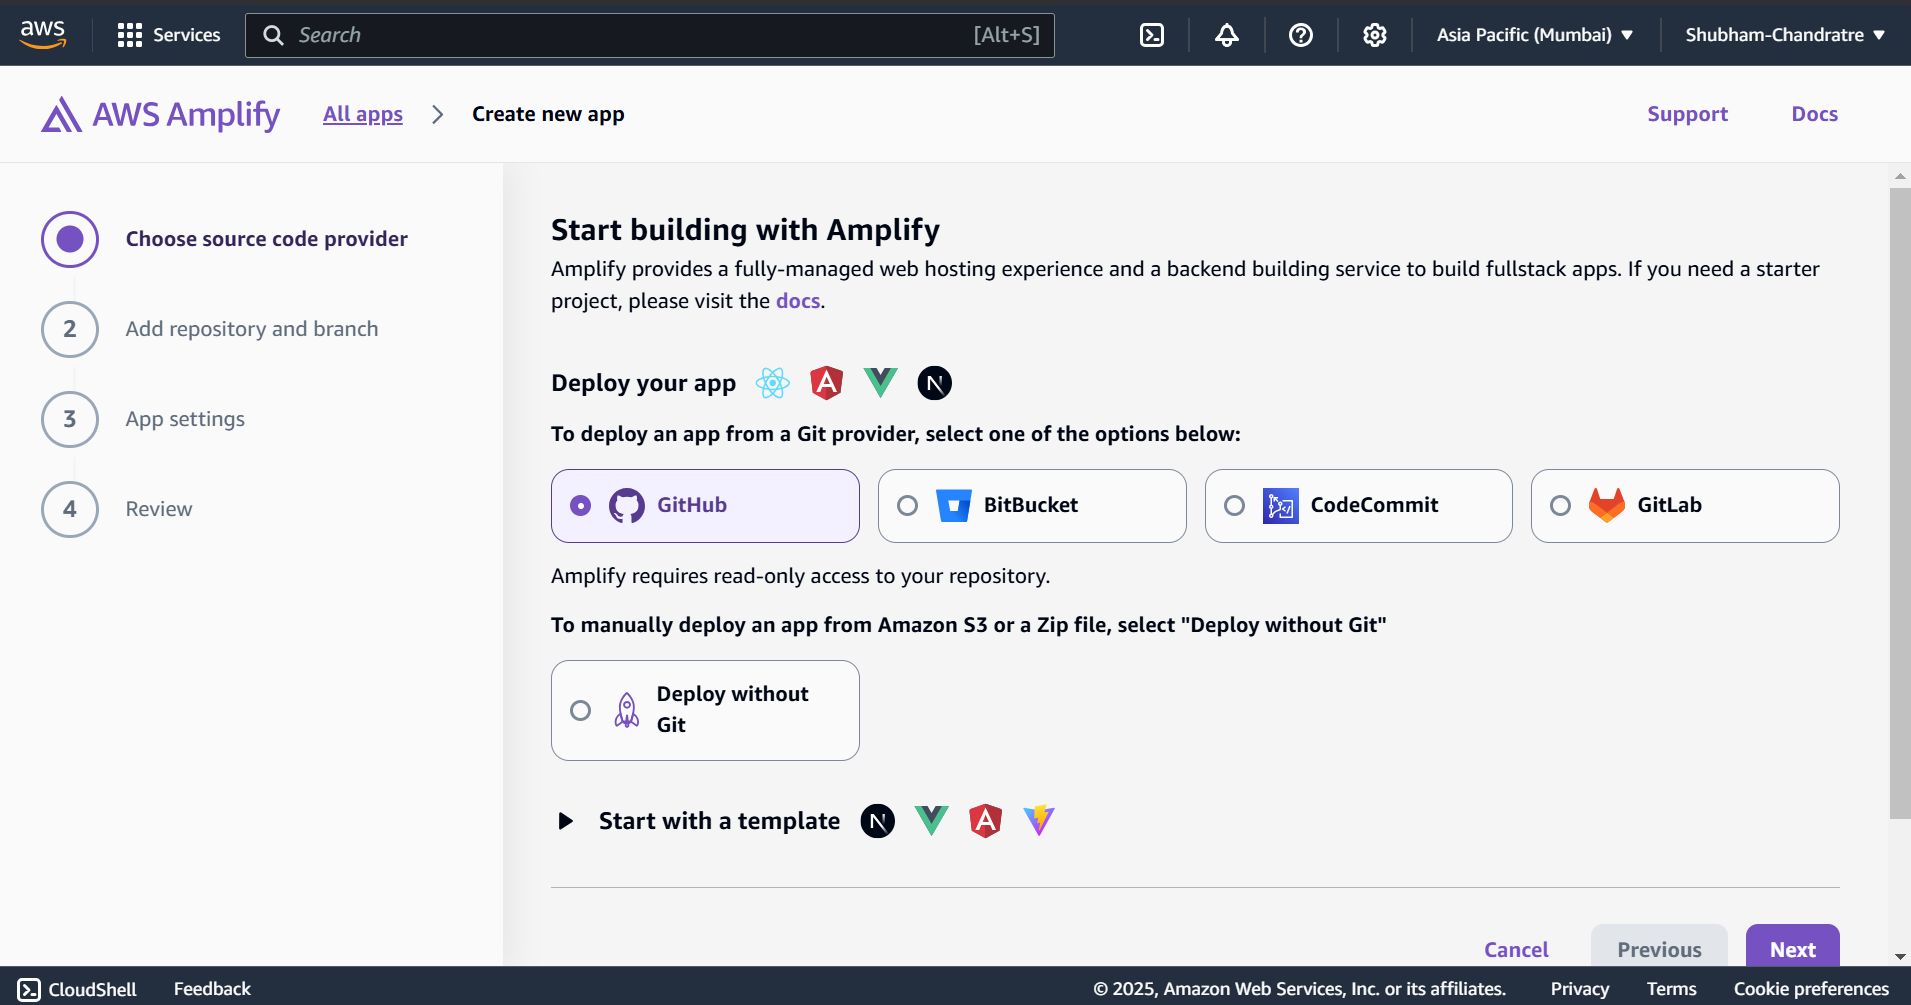 aws
Services
Search
[Alt+S]
Asia Pacific (Mumbai)
Shubham-Chandratre
AWS Amplify
All apps
Create new app
Support
Docs
Choose source code provider
2
Add repository and branch
3
App settings
4
Review
Start building with Amplify
Amplify provides a fully-managed web hosting experience and a backend building service to build fullstack apps. If you need a starter
project, please visit the docs.
Deploy your app
To deploy an app from a Git provider, select one of the options below:
GitHub
BitBucket
CodeCommit
GitLab
Amplify requires read-only access to your repository.
To manually deploy an app from Amazon S3 or a Zip file, select "Deploy without Git"
Deploy without
Git
Start with a template
Cancel
Previous
Next
CloudShell
Feedback
© 2025, Amazon Web Services, Inc. or its affiliates.
Privacy
Terms
Cookie preferences